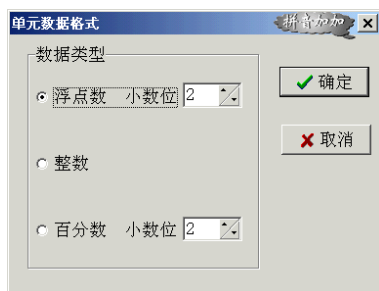 单元数据格式
拼音加加
数据类型
浮点数 小数位 2
确定
取消
整数
百分数 小数位 2